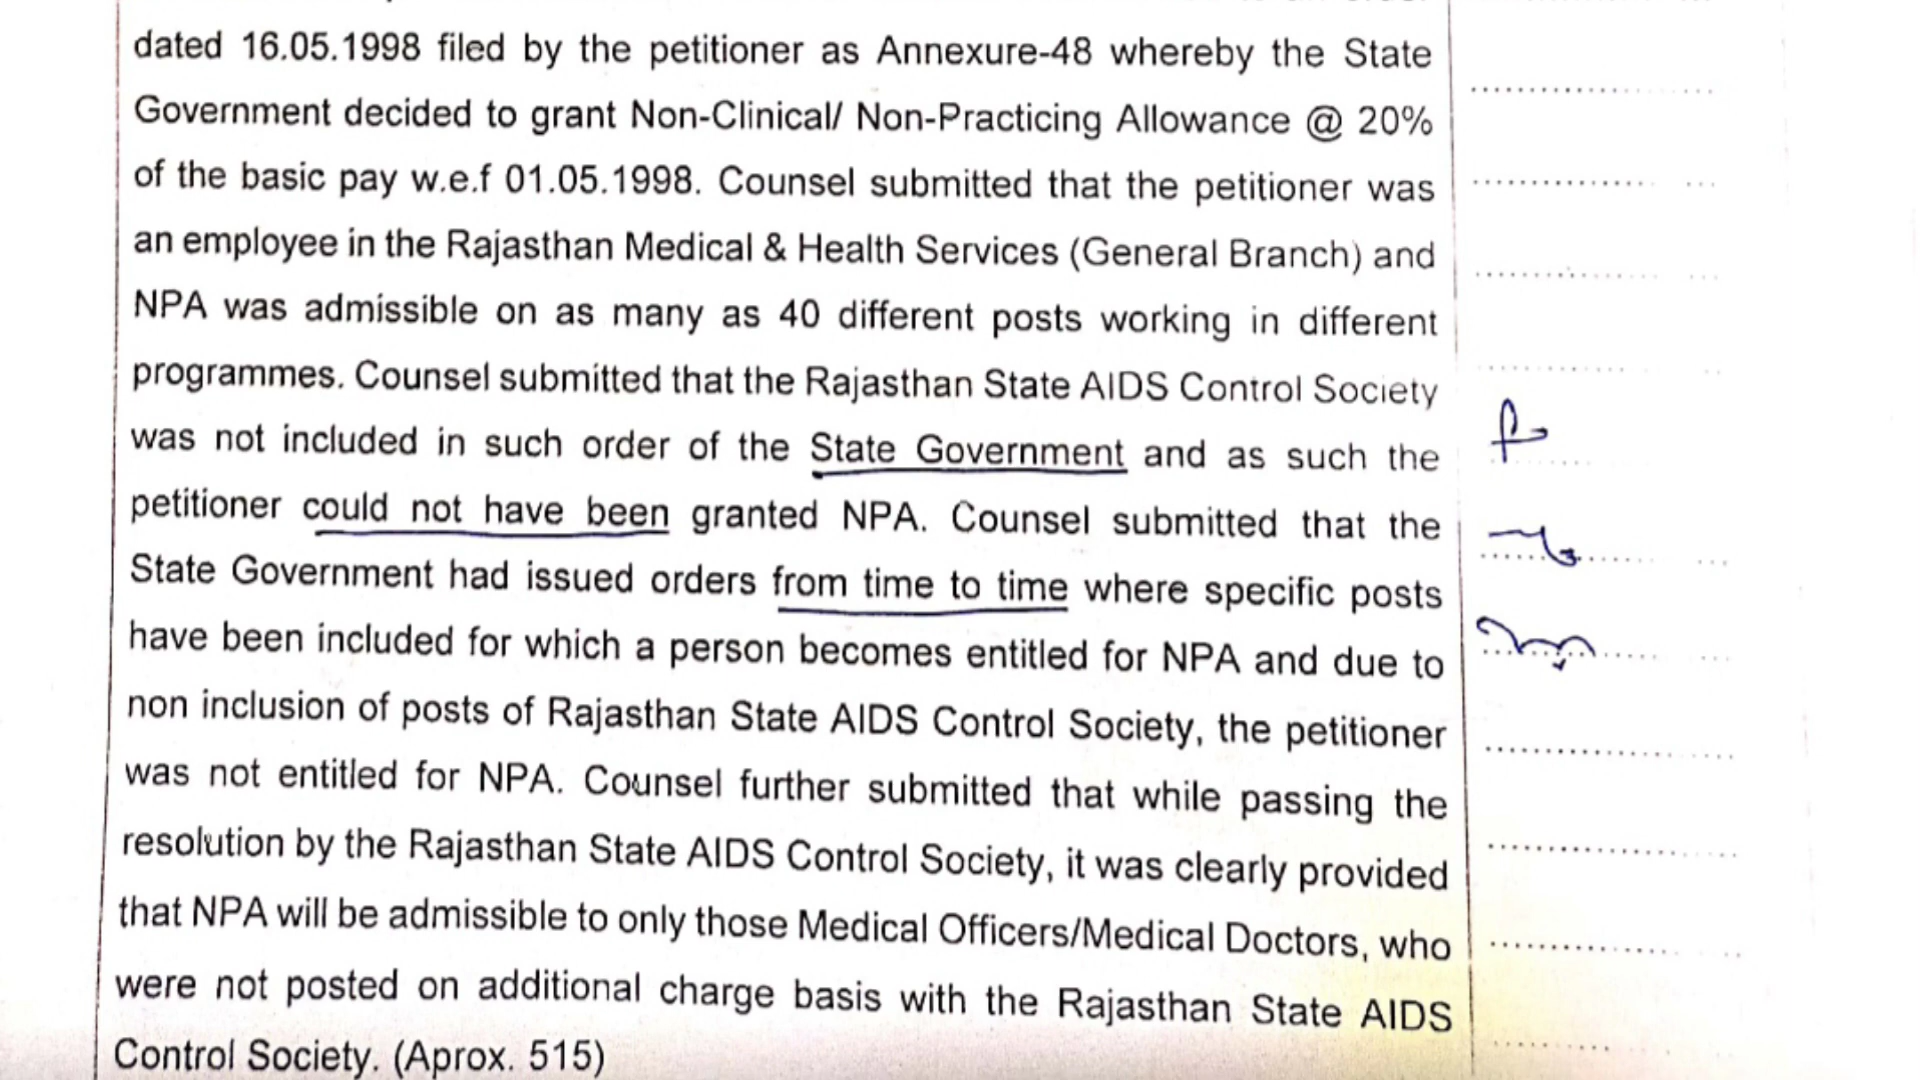 dated 16.05.1998 filed by the petitioner as Annexure-48 whereby the State
Government decided to grant Non-Clinical/ Non-Practicing Allowance @ 20%
of the basic pay w.e.f 01.05.1998. Counsel submitted that the petitioner was
an employee in the Rajasthan Medical & Health Services (General Branch) and
NPA was admissible on as many as 40 different posts working in different
programmes. Counsel submitted that the Rajasthan State AIDS Control Society
was not included in such order of the State Government and as such the
petitioner could not have been granted NPA. Counsel submitted that the
State Government had issued orders from time to time where specific posts
have been included for which a person becomes entitled for NPA and due to
non inclusion of posts of Rajasthan State AIDS Control Society, the petitioner
was not entitled for NPA. Counsel further submitted that while passing the
resolution by the Rajasthan State AIDS Control Society, it was clearly provided
that NPA will be admissible to only those Medical Officers/Medical Doctors, who
were not posted on additional charge basis with the Rajasthan State AIDS
Control Society. (Aprox. 515)